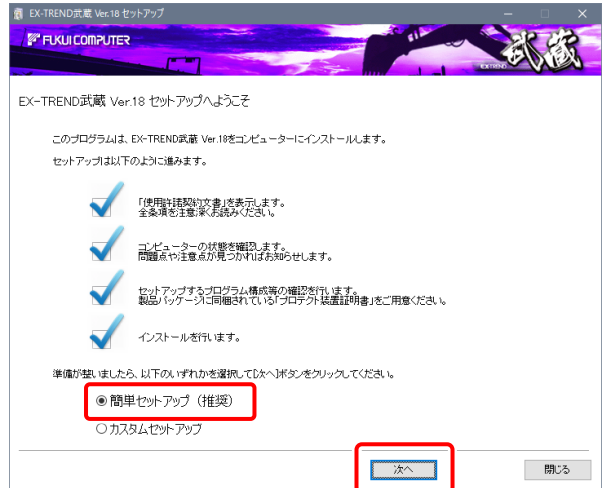 EX-TREND武蔵 Ver.18 セットアップ
FUKUI COMPUTER
EX-TREND 武蔵
EX-TREND武蔵 Ver.18 セットアップへようこそ
このプログラムは、EX-TREND武蔵 Ver.18をコンピューターにインストールします。
セットアップは以下のように進みます。
「使用許諾契約文書」を表示します。
全条項を注意深くお読みください。
コンピューターの状態を確認します。
問題点や注意点が見つかればお知らせします。
セットアップするプログラム構成等の確認を行います。
製品パッケージに同梱されている「プロテクト装置証明書」をご用意ください。
インストールを行います。
準備が整いましたら、以下のいずれかを選択して[次へ]ボタンをクリックしてください。
簡単セットアップ（推奨）
カスタムセットアップ
次へ
閉じる